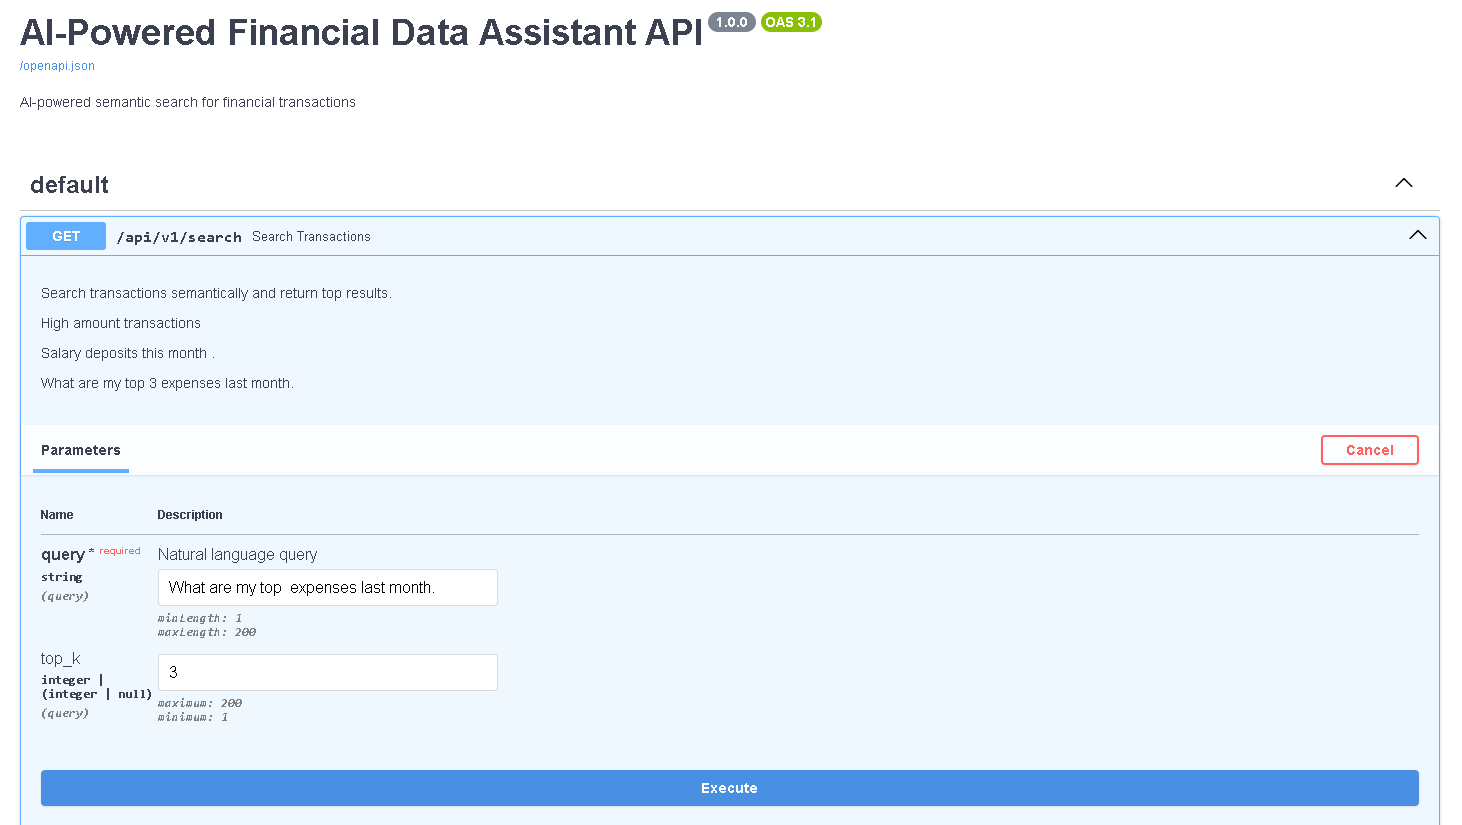 AI-Powered Financial Data Assistant API 1.0.0 OAS 3.1
/openapi.json
AI-powered semantic search for financial transactions
default
GET /api/v1/search Search Transactions
Search transactions semantically and return top results.
High amount transactions
Salary deposits this month .
What are my top 3 expenses last month.
Parameters
Cancel
Name Description
query * required
string
(query)
Natural language query
What are my top  expenses last month.
minLength: 1
maxLength: 200
top_k
integer |
(integer | null)
(query)
3
maximum: 200
minimum: 1
Execute